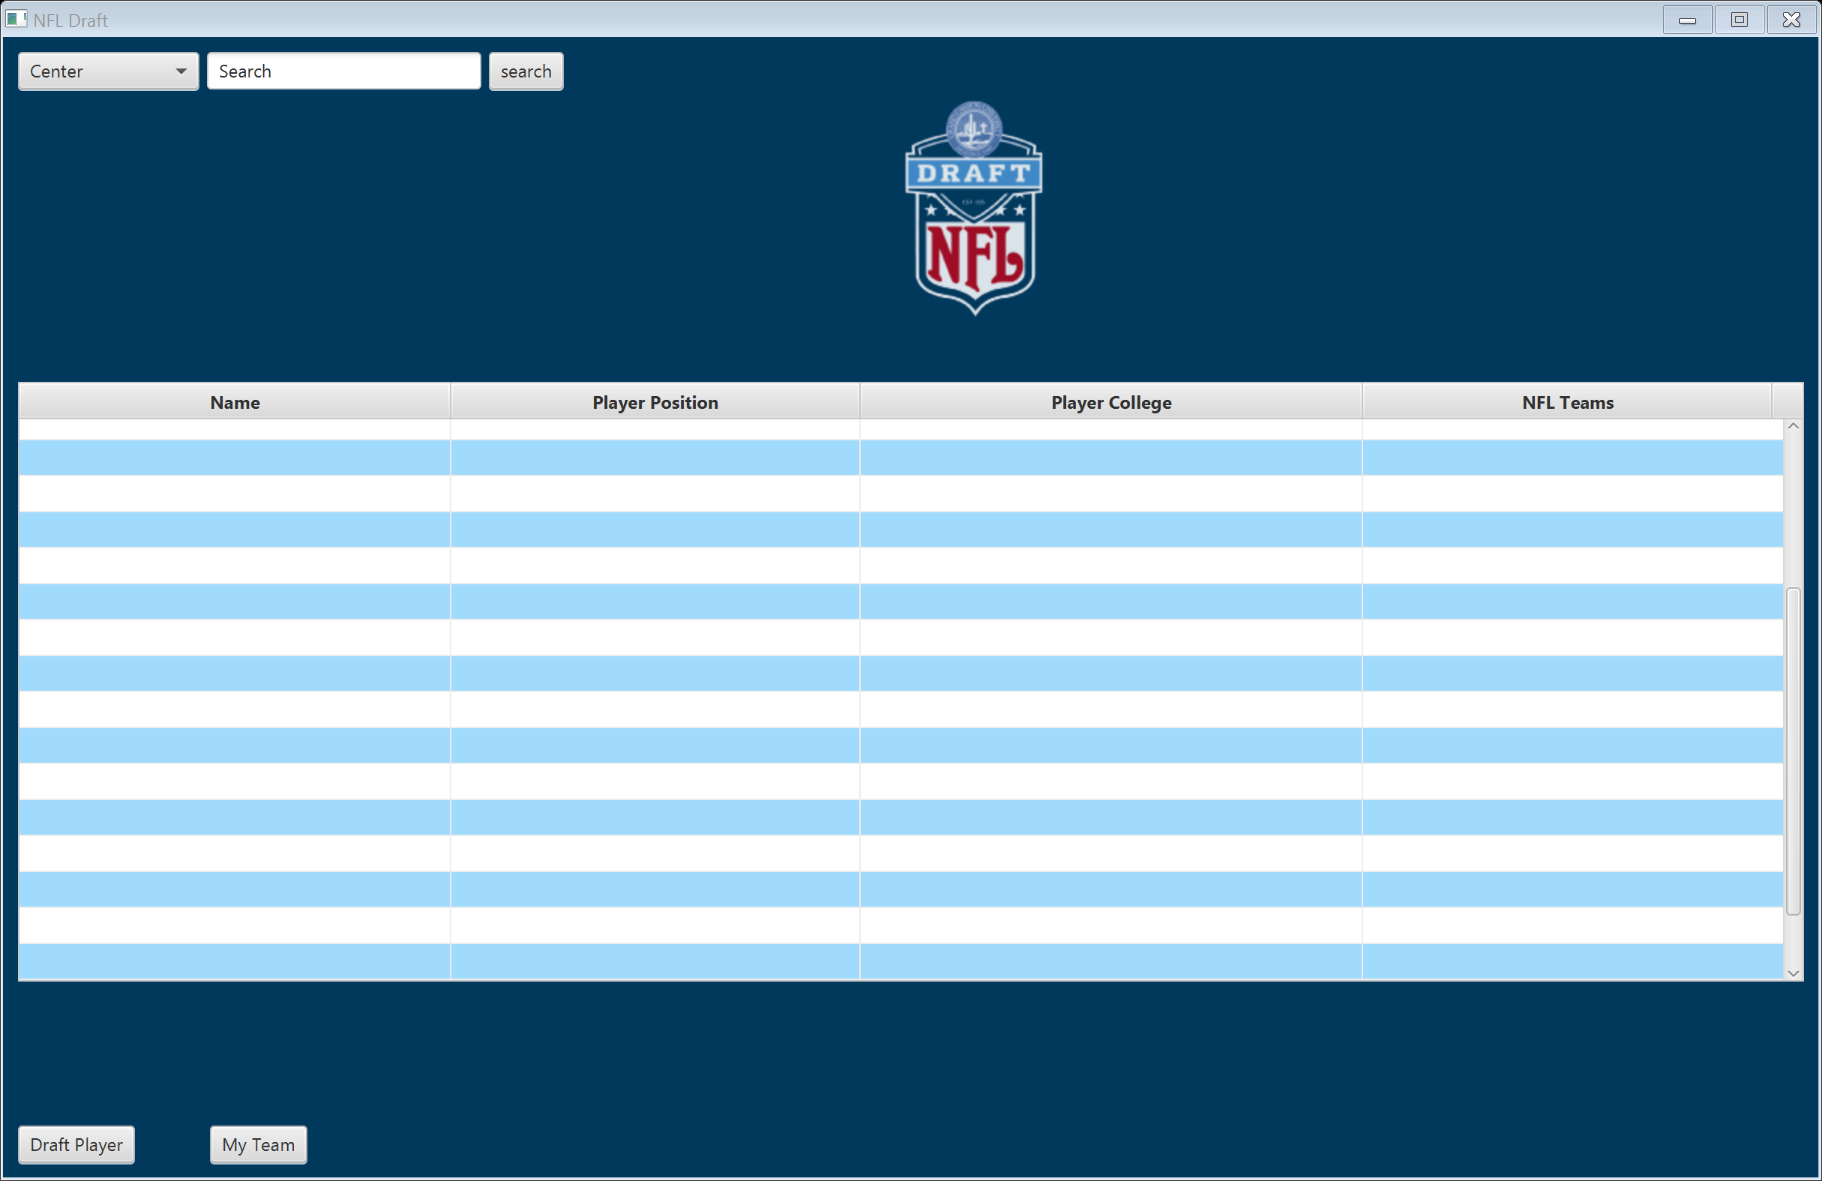 NFL Draft
Center
Search
search
DRAFT
NFL
Name
Player Position
Player College
NFL Teams
Draft Player
My Team